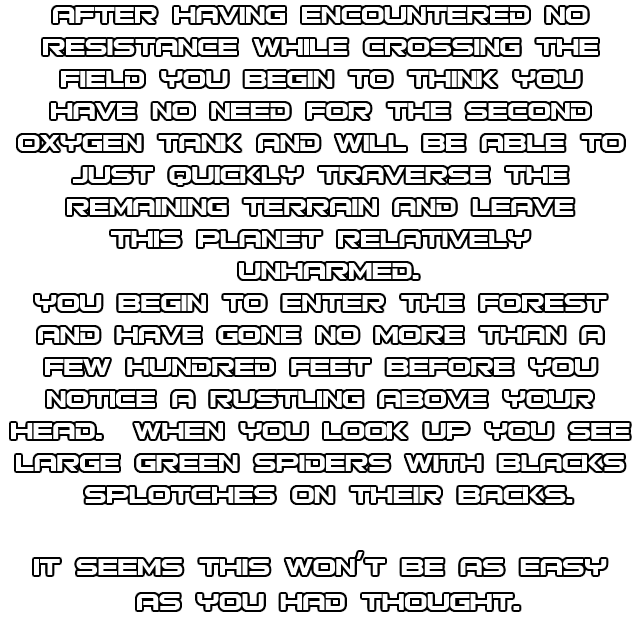 AFTER HAVING ENCOUNTERED NO
RESISTANCE WHILE CROSSING THE
FIELD YOU BEGIN TO THINK YOU
HAVE NO NEED FOR THE SECOND
OXYGEN TANK AND WILL BE ABLE TO
JUST QUICKLY TRAVERSE THE
REMAINING TERRAIN AND LEAVE
THIS PLANET RELATIVELY
UNHARMED.
YOU BEGIN TO ENTER THE FOREST
AND HAVE GONE NO MORE THAN A
FEW HUNDRED FEET BEFORE YOU
NOTICE A RUSTLING ABOVE YOUR
HEAD.  WHEN YOU LOOK UP YOU SEE
LARGE GREEN SPIDERS WITH BLACKS
SPLOTCHES ON THEIR BACKS.
IT SEEMS THIS WON'T BE AS EASY
AS YOU HAD THOUGHT.